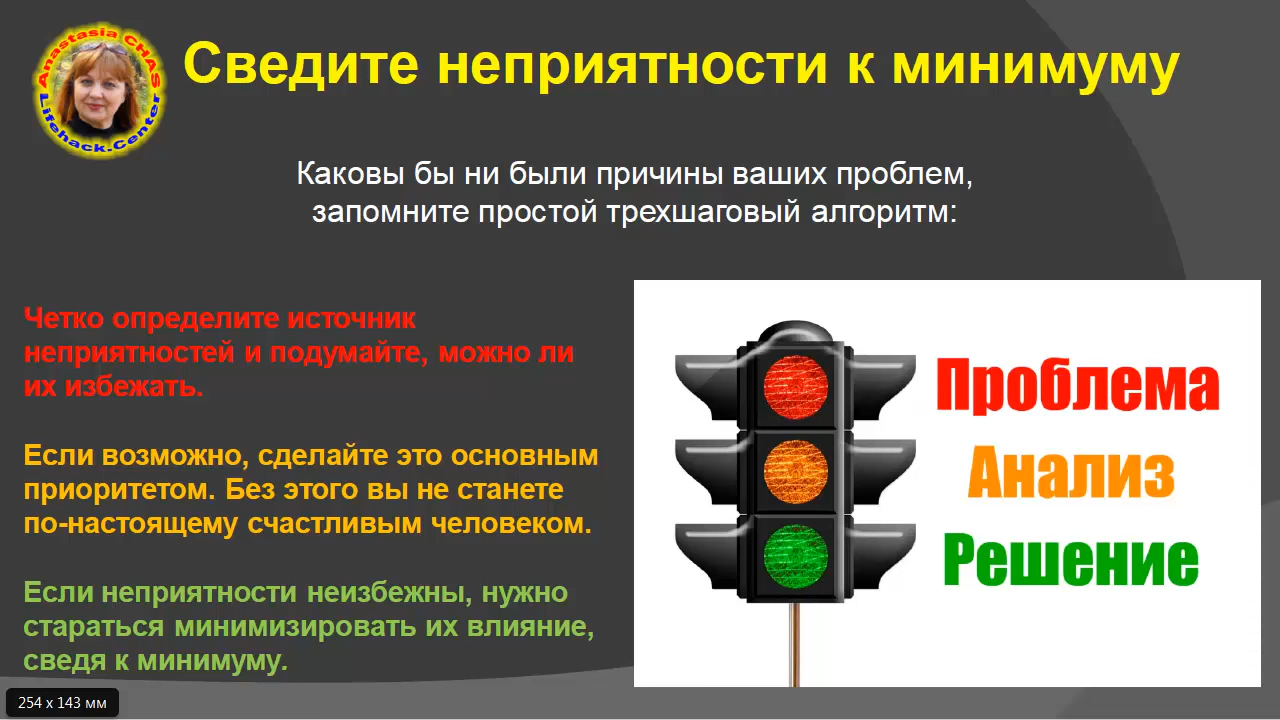 Anastasia CHAS
Lifehack.Center
Сведите неприятности к минимуму
Каковы бы ни были причины ваших проблем,
запомните простой трехшаговый алгоритм:
Четко определите источник
неприятностей и подумайте, можно ли
их избежать.
Если возможно, сделайте это основным
приоритетом. Без этого вы не станете
по-настоящему счастливым человеком.
Если неприятности неизбежны, нужно
стараться минимизировать их влияние,
сведя к минимуму.
Проблема
Анализ
Решение
254 x 143 мм